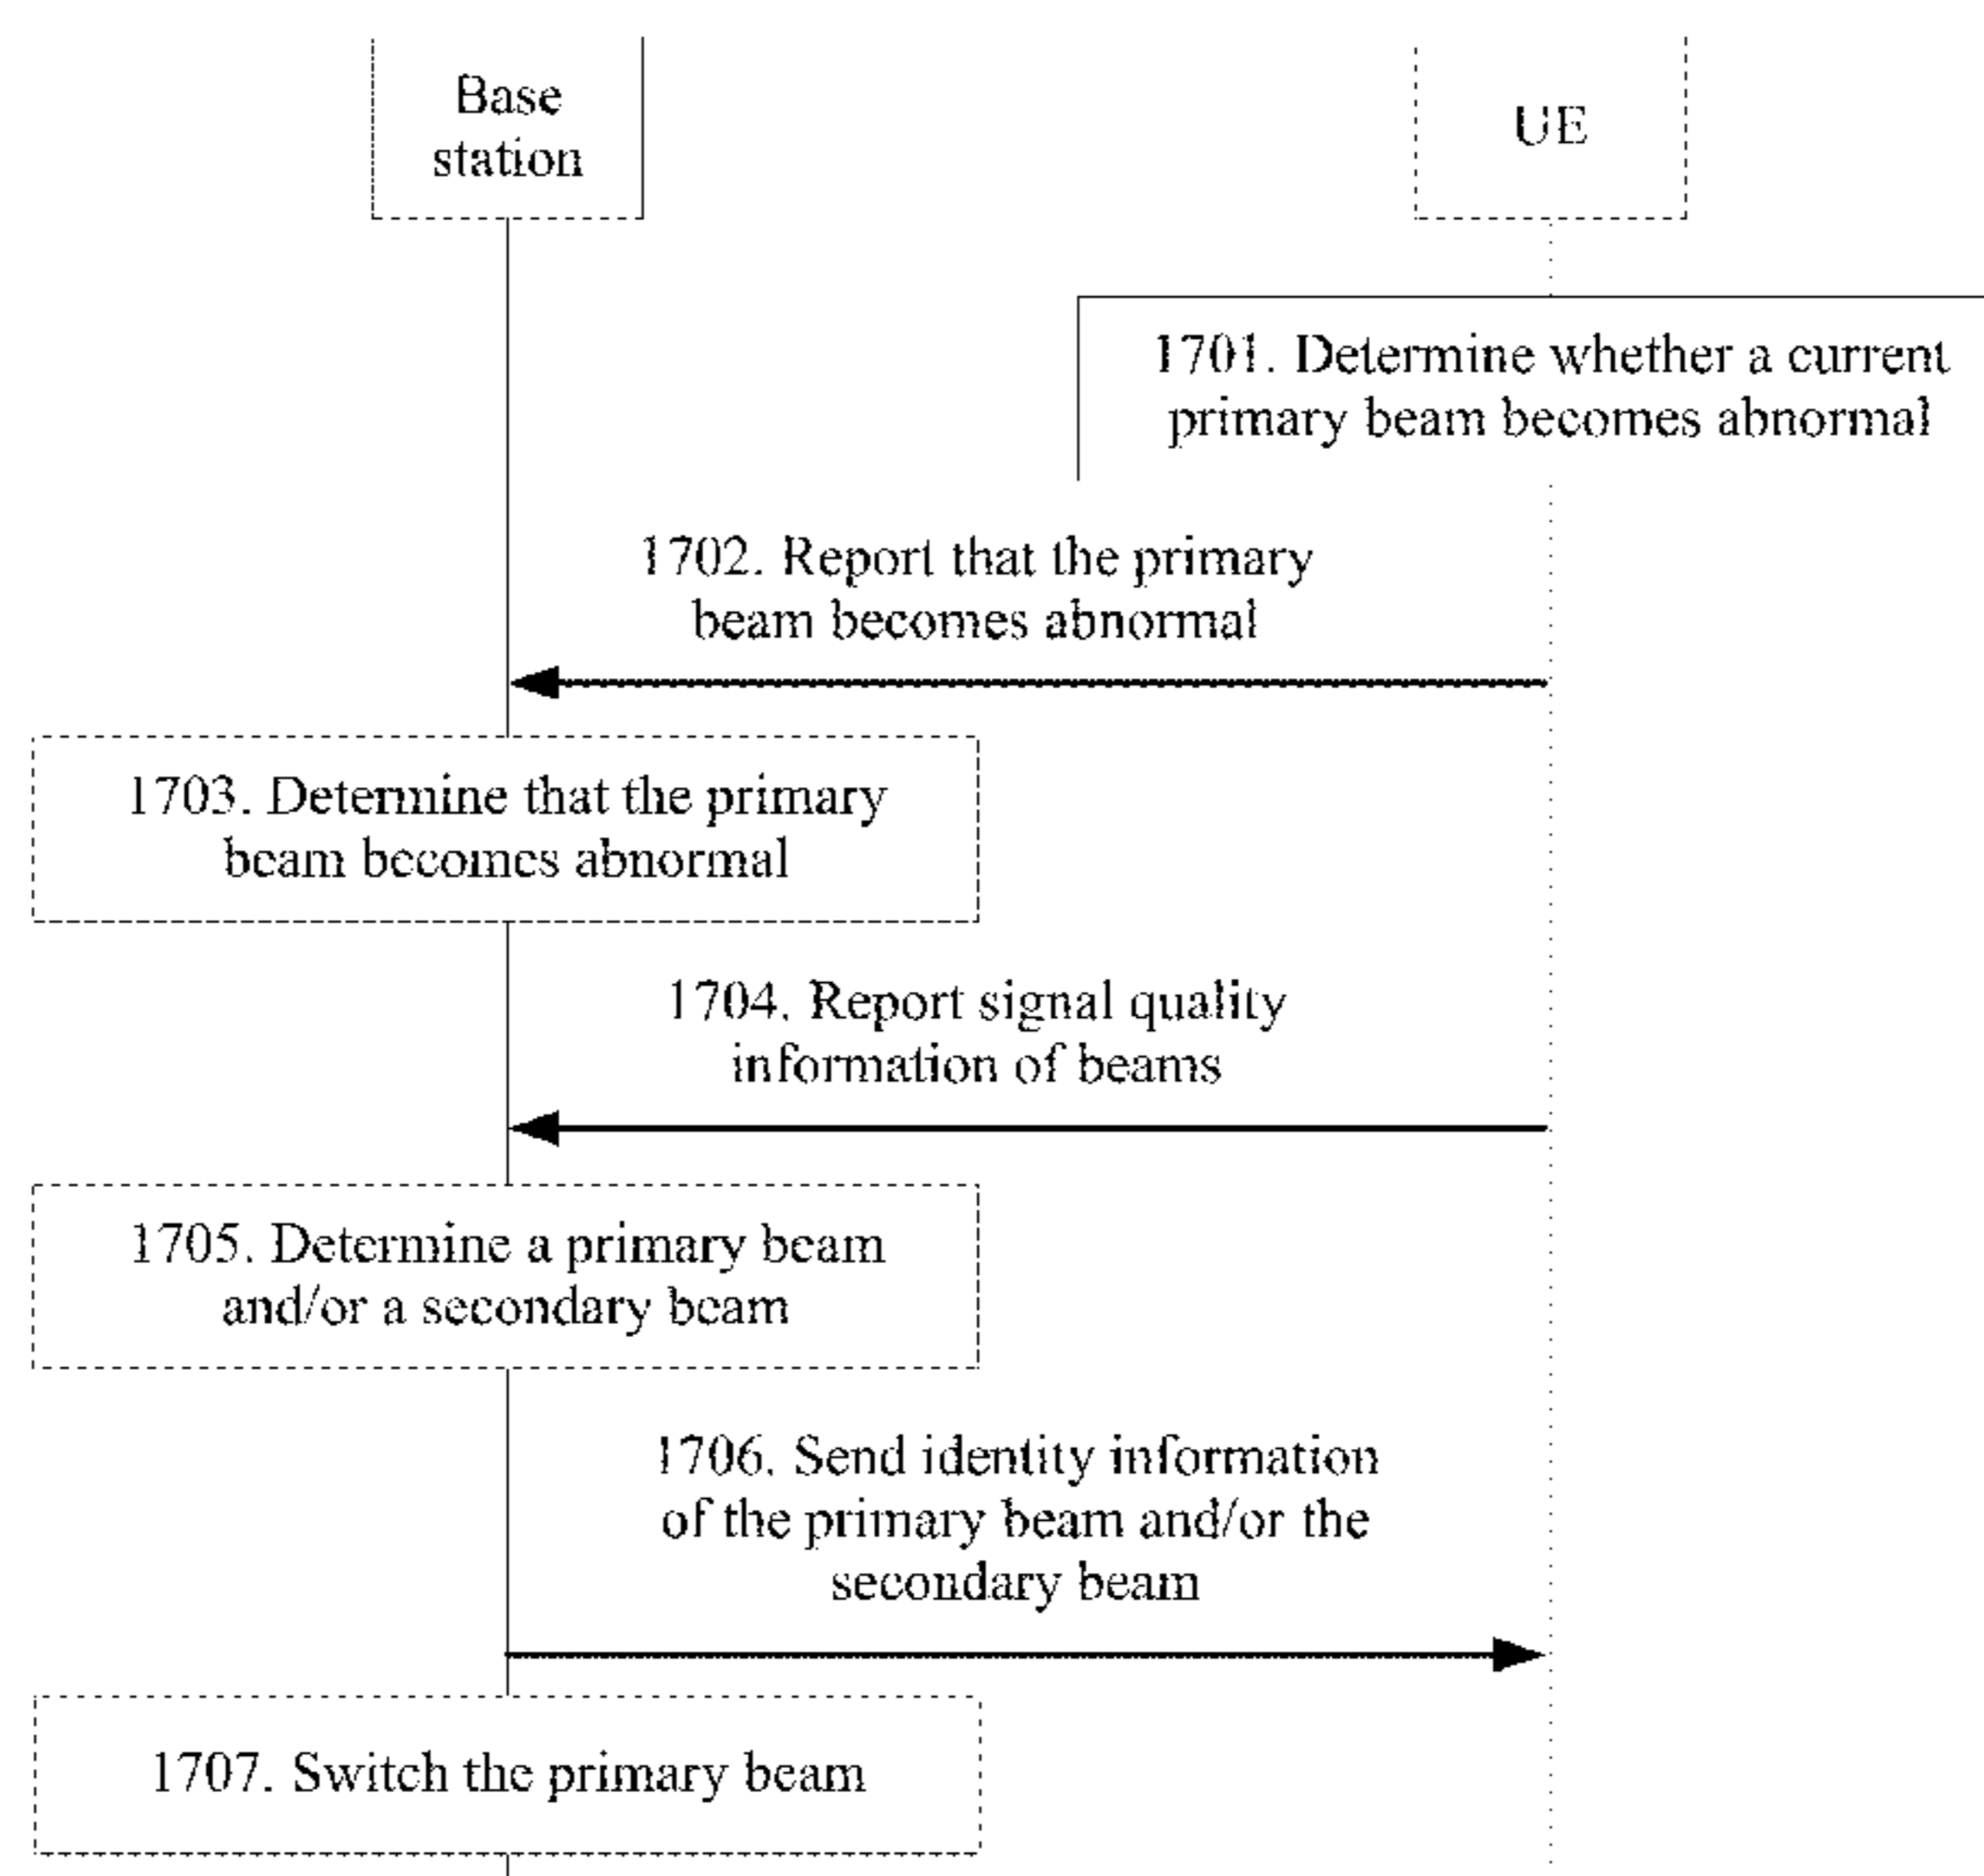 Base
station
UE
1701. Determine whether a current
primary beam becomes abnormal
1702. Report that the primary
beam becomes abnormal
1703. Determine that the primary
beam becomes abnormal
1704. Report signal quality
information of beams
1705. Determine a primary beam
and/or a secondary beam
1706. Send identity information
of the primary beam and/or the
secondary beam
1707. Switch the primary beam